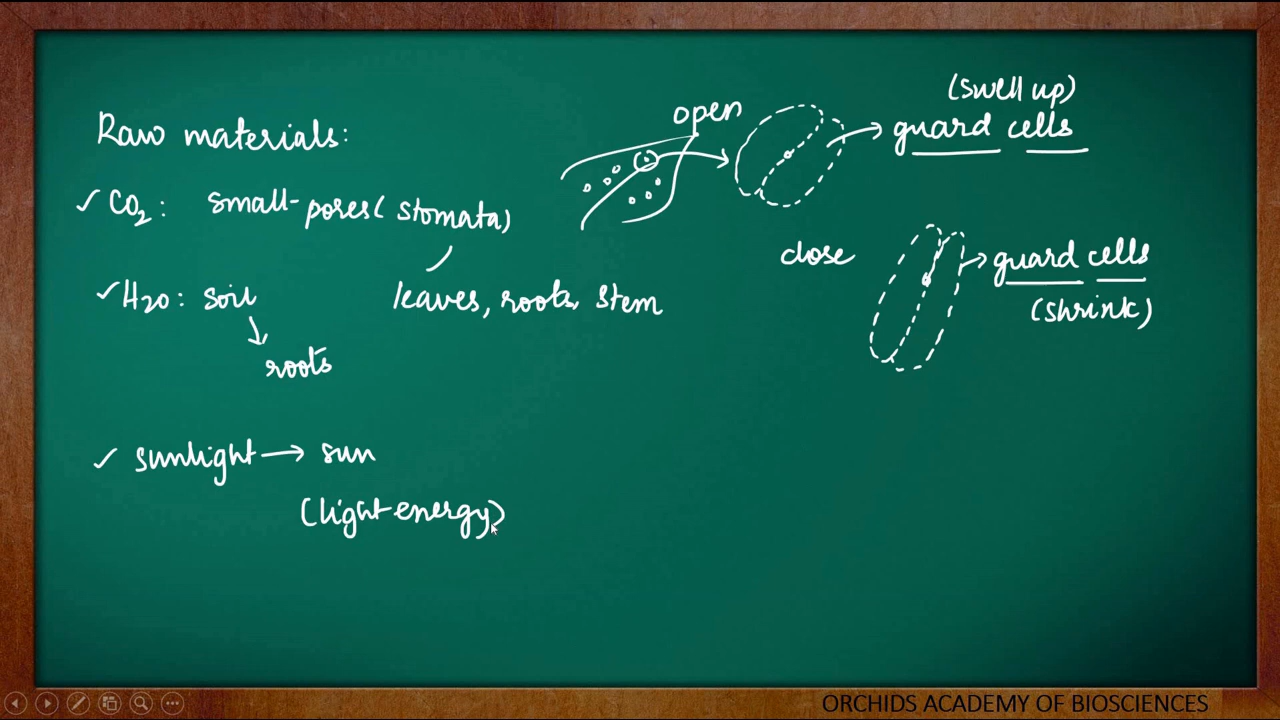 Raw materials:
✓ CO2: small-pores (stomata)
leaves, roots, stem
✓ H2O: soil
roots
✓ sunlight → sun
(light energy)
open
(swell up)
guard cells
close
guard cells
(shrink)
ORCHIDS ACADEMY OF BIOSCIENCES